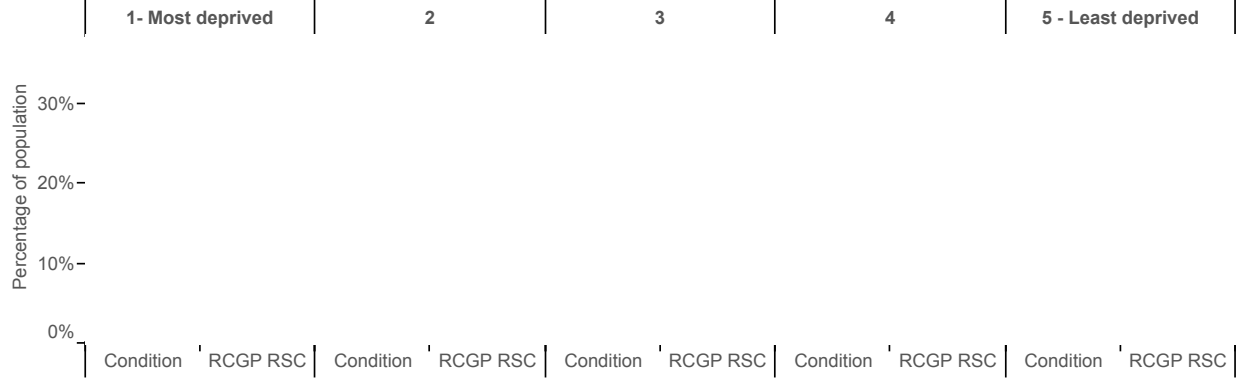 1- Most deprived 2 3 4 5 - Least deprived
Percentage of population
30%
20%
10%
0%
Condition RCGP RSC Condition RCGP RSC Condition RCGP RSC Condition RCGP RSC Condition RCGP RSC